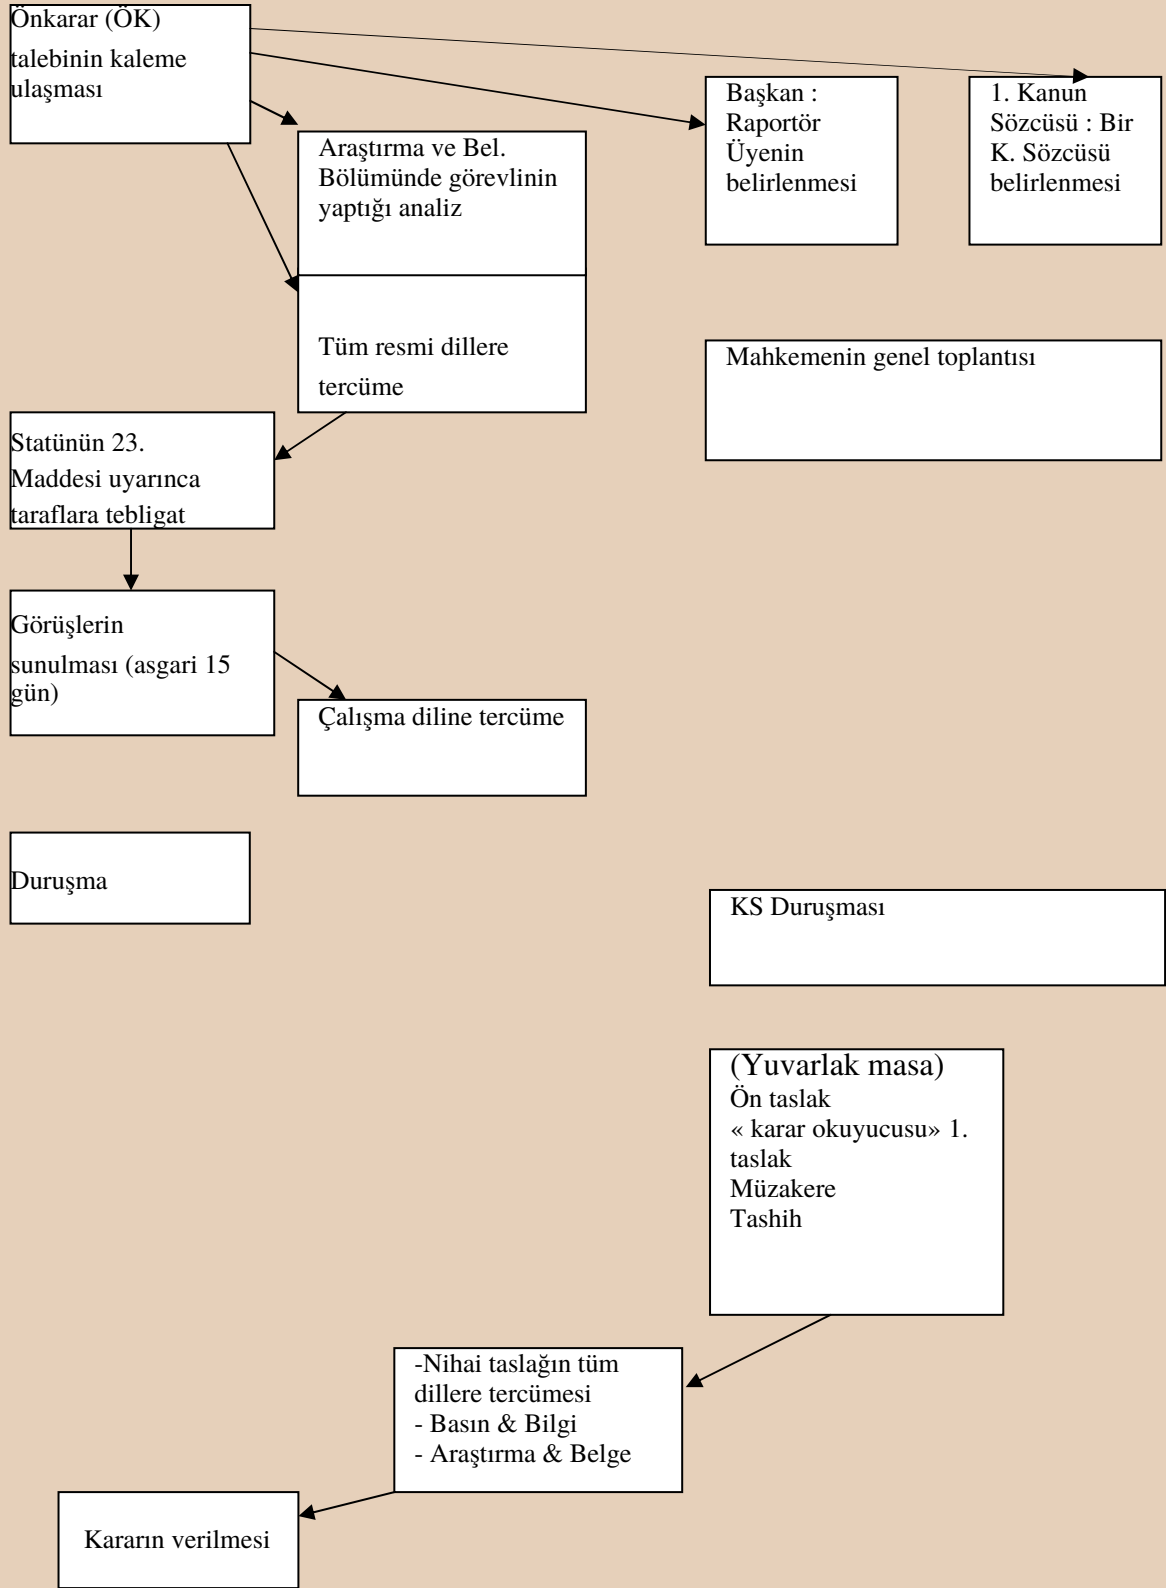 Önkarar (ÖK)
talebinin kaleme
ulaşması
Başkan :
Raportör
Üyenin
belirlenmesi
1. Kanun
Sözcüsü : Bir
K. Sözcüsü
belirlenmesi
Araştırma ve Bel.
Bölümünde görevlinin
yaptığı analiz
Tüm resmi dillere
tercüme
Mahkemenin genel toplantısı
Statünün 23.
Maddesi uyarınca
taraflara tebligat
Görüşlerin
sunulması (asgari 15
gün)
Çalışma diline tercüme
Duruşma
KS Duruşması
(Yuvarlak masa)
Ön taslak
« karar okuyucusu» 1.
taslak
Müzakere
Tashih
-Nihai taslağın tüm
dillere tercümesi
- Basın & Bilgi
- Araştırma & Belge
Kararın verilmesi